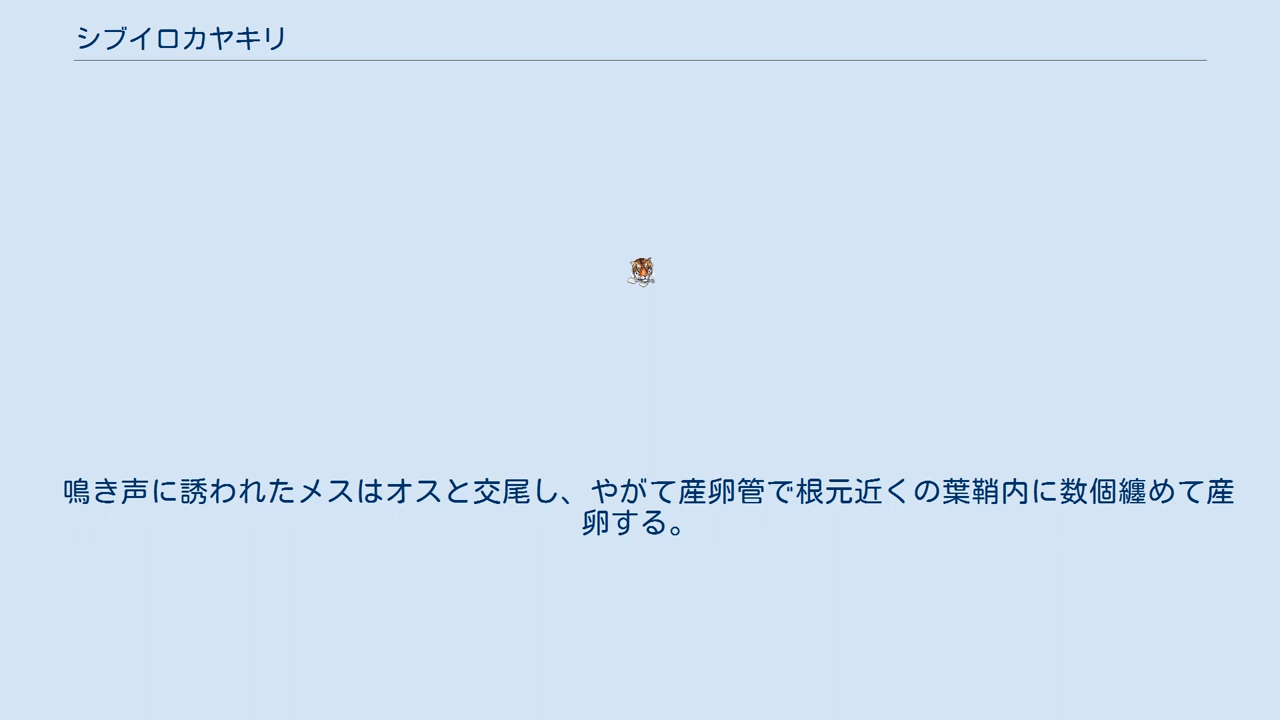 シブイロカヤキリ
鳴き声に誘われたメスはオスと交尾し、やがて産卵管で根元近くの葉鞘内に数個纏めて産
卵する。